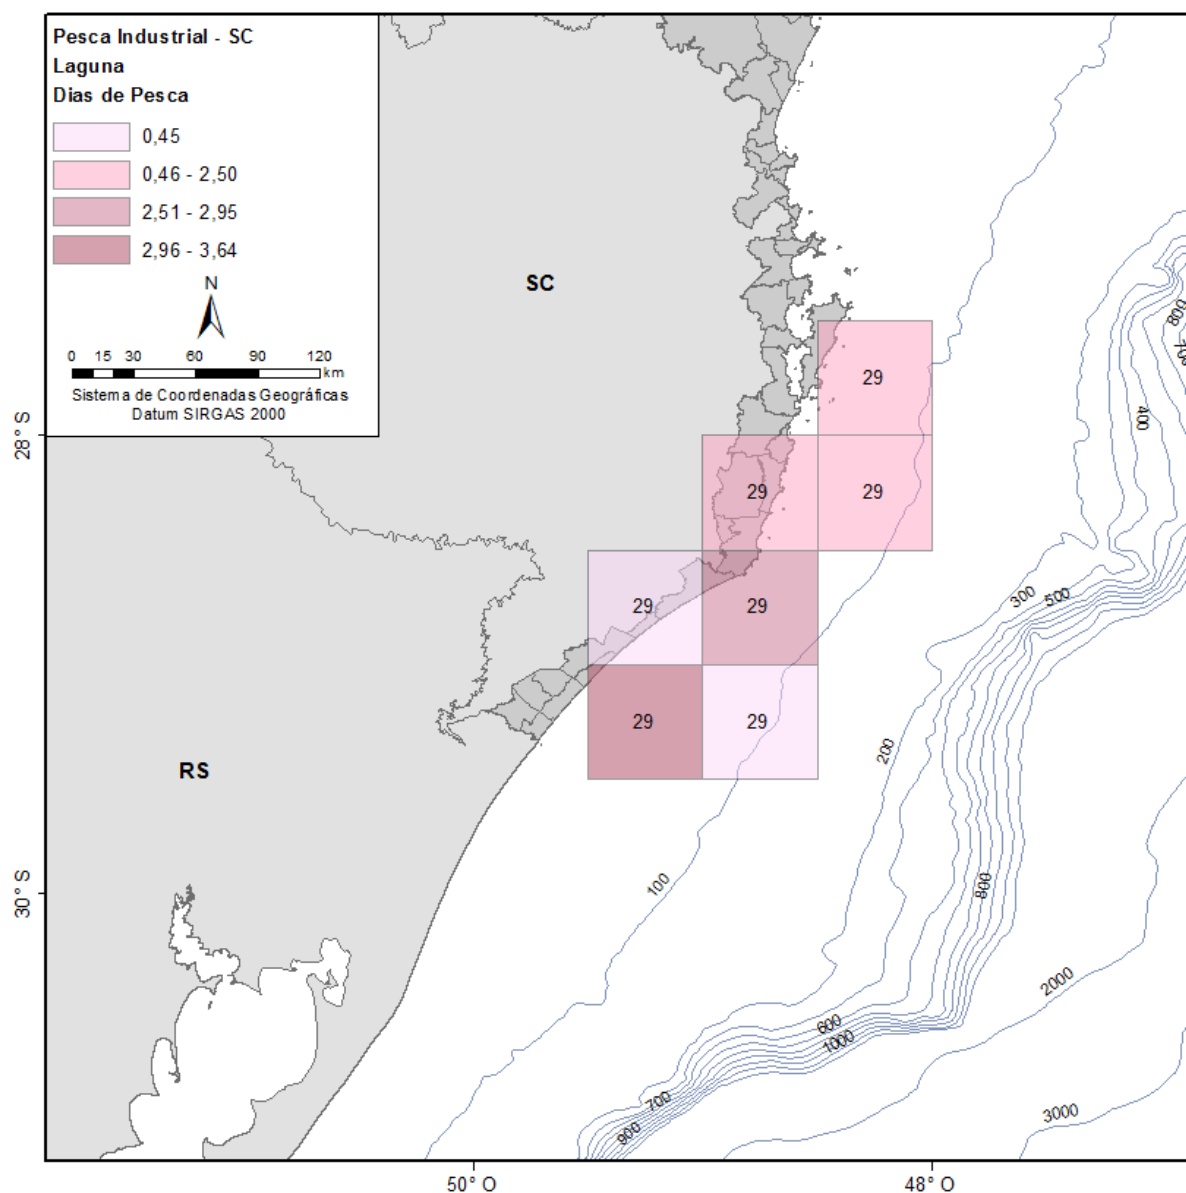 Pesca Industrial - SC
Laguna
Dias de Pesca
0,45
0,46 - 2,50
2,51 - 2,95
2,96 - 3,64
N
0 15 30 60 90 120
km
Sistema de Coordenadas Geográficas
Datum SIRGAS 2000
SC
RS
29
29
29
29
29
29
29
800
400
300
500
200
100
800
600
1000
2000
700
900
3000
28° S
30° S
50° O
48° O